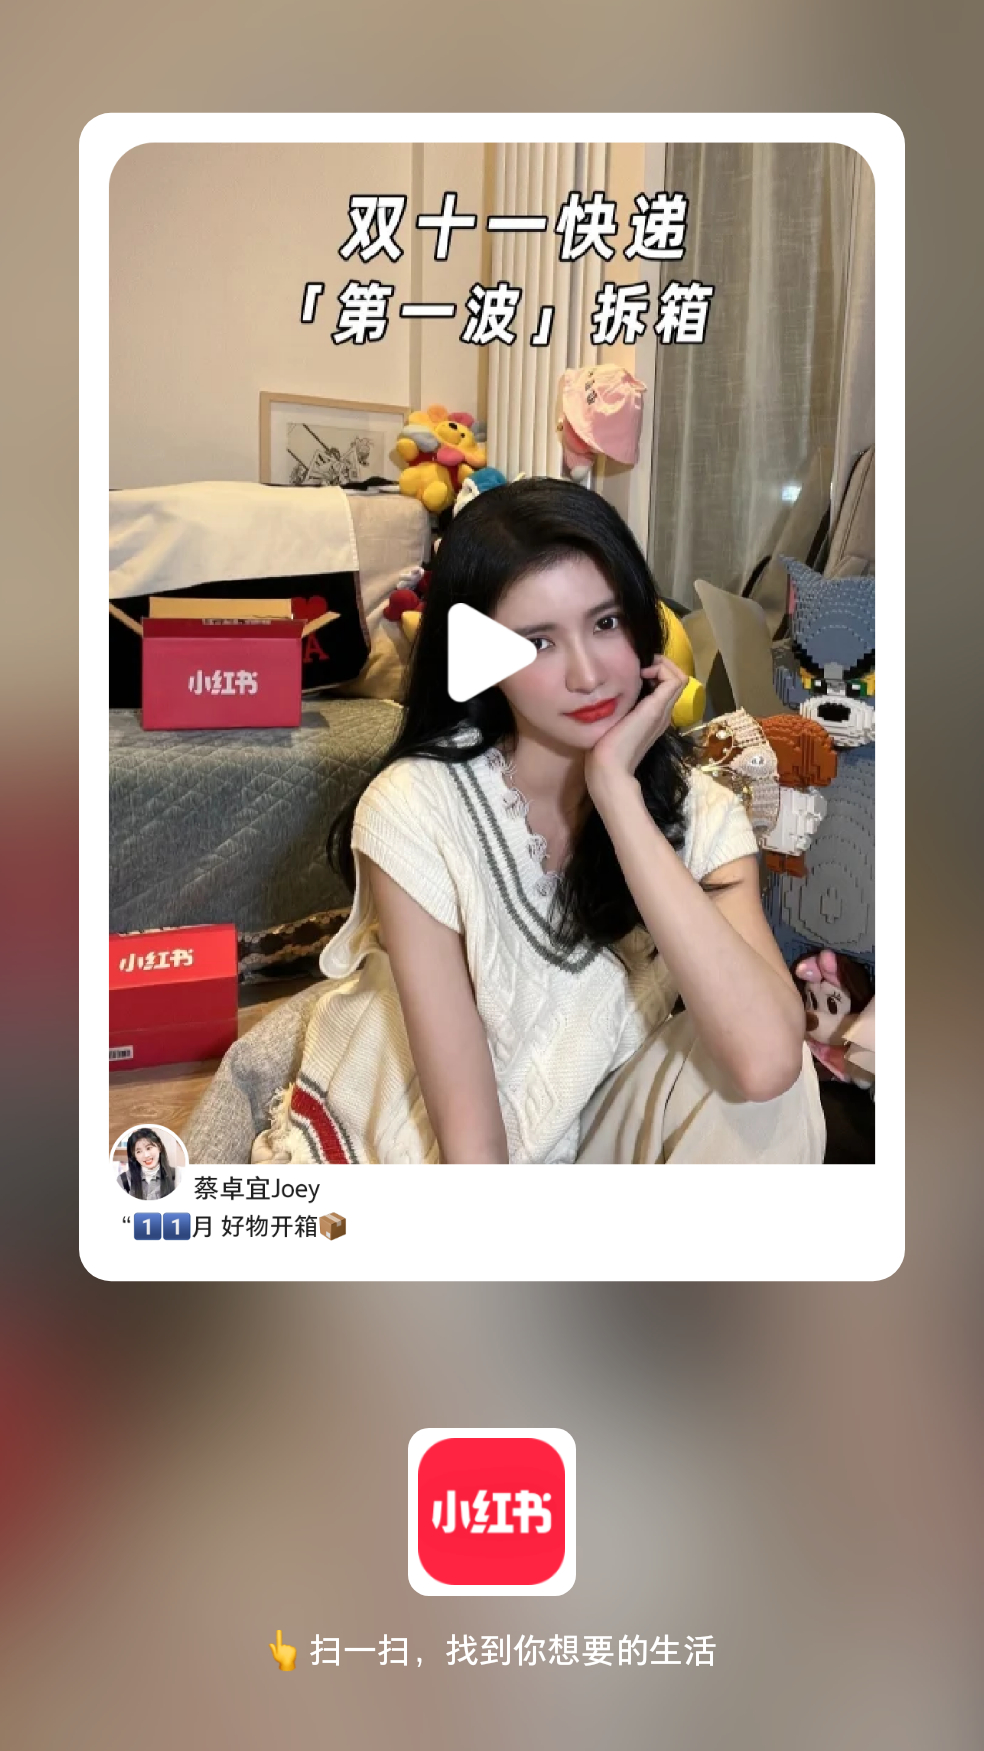 双十一快递
「第一波」拆箱
小红书
小红书
蔡卓宜Joey
“1️⃣1️⃣月 好物开箱📦
小红书
👆 扫一扫，找到你想要的生活